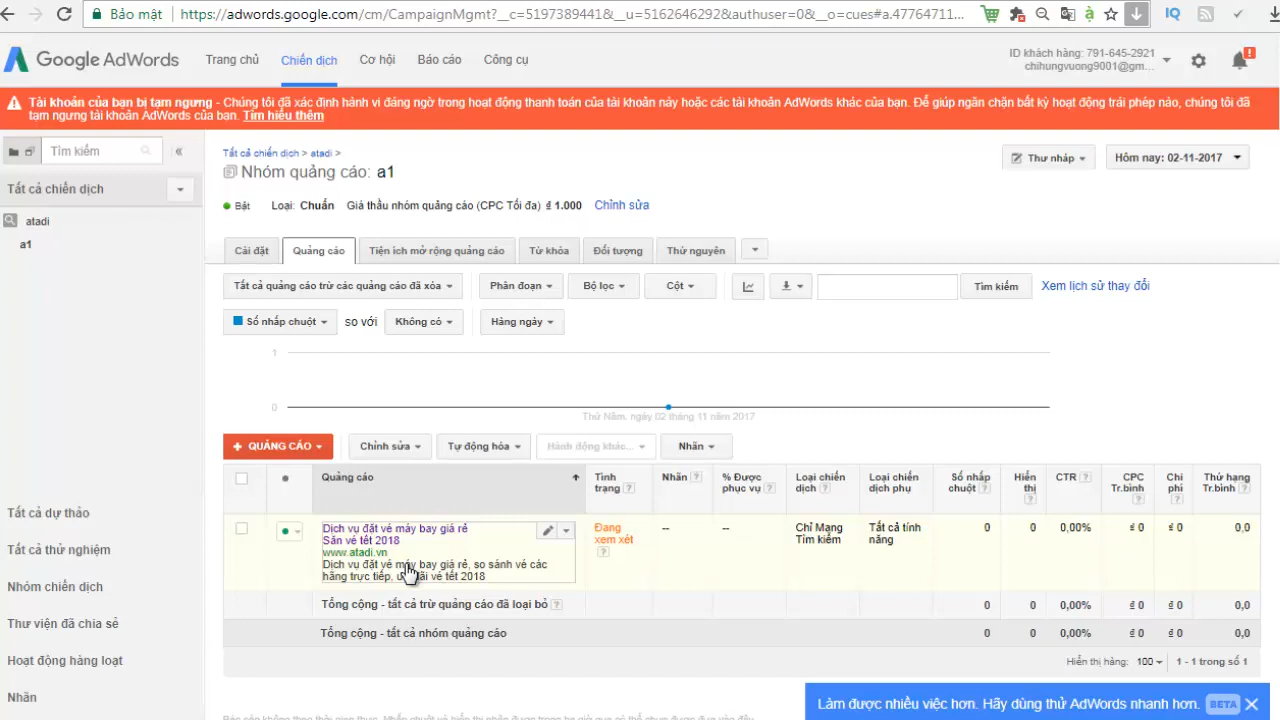 Bảo mật https://adwords.google.com/cm/CampaignMgmt?__c=5197389441&__u=5162646292&authuser=0&__o=cues#a.47764711...
Google AdWords Trang chủ Chiến dịch Cơ hội Báo cáo Công cụ
ID khách hàng: 791-645-2921
chihungvuong9001@gm...
Tài khoản của bạn bị tạm ngưng - Chúng tôi đã xác định hành vi đáng ngờ trong hoạt động thanh toán của tài khoản này hoặc các tài khoản AdWords khác của bạn. Để giúp ngăn chặn bất kỳ hoạt động trái phép nào, chúng tôi đã
tạm ngưng tài khoản AdWords của bạn. Tìm hiểu thêm
Tìm kiếm
Tất cả chiến dịch
atadi
a1
Tất cả dự thảo
Tất cả thử nghiệm
Nhóm chiến dịch
Thư viện đã chia sẻ
Hoạt động hàng loạt
Nhãn
Tất cả chiến dịch > atadi >
Nhóm quảng cáo: a1
Thư nháp
Hôm nay: 02-11-2017
Bật Loại: Chuẩn Giá thầu nhóm quảng cáo (CPC Tối đa) ₫ 1.000 Chỉnh sửa
Cài đặt Quảng cáo Tiện ích mở rộng quảng cáo Từ khóa Đối tượng Thứ nguyên
Tất cả quảng cáo trừ các quảng cáo đã xóa Phân đoạn Bộ lọc Cột Tìm kiếm Xem lịch sử thay đổi
Số nhấp chuột so với Không có Hàng ngày
1
0
Thứ Năm, ngày 02 tháng 11 năm 2017
+ QUẢNG CÁO Chỉnh sửa Tự động hóa Hành động khác... Nhãn
Quảng cáo
Tình trạng ?
Nhãn ?
% Được phục vụ ?
Loại chiến dịch ?
Loại chiến dịch phụ
Số nhấp chuột ?
Hiển thị ?
CTR ?
CPC Tr.bình ?
Chi phí ?
Thứ hạng Tr.bình ?
Dịch vụ đặt vé máy bay giá rẻ
Săn vé tết 2018
www.atadi.vn
Dịch vụ đặt vé máy bay giá rẻ, so sánh vé các
hãng trực tiếp, đãi vé tết 2018
Đang xem xét ?
-- --
Chỉ Mạng Tìm kiếm
Tất cả tính năng
0 0 0,00% ₫ 0 ₫ 0 0,0
Tổng cộng - tất cả trừ quảng cáo đã loại bỏ ? 0 0 0,00% ₫ 0 ₫ 0 0,0
Tổng cộng - tất cả nhóm quảng cáo 0 0 0,00% ₫ 0 ₫ 0 0,0
Hiển thị hàng: 100 1 - 1 trong số 1
Làm được nhiều việc hơn. Hãy dùng thử AdWords nhanh hơn. BETA